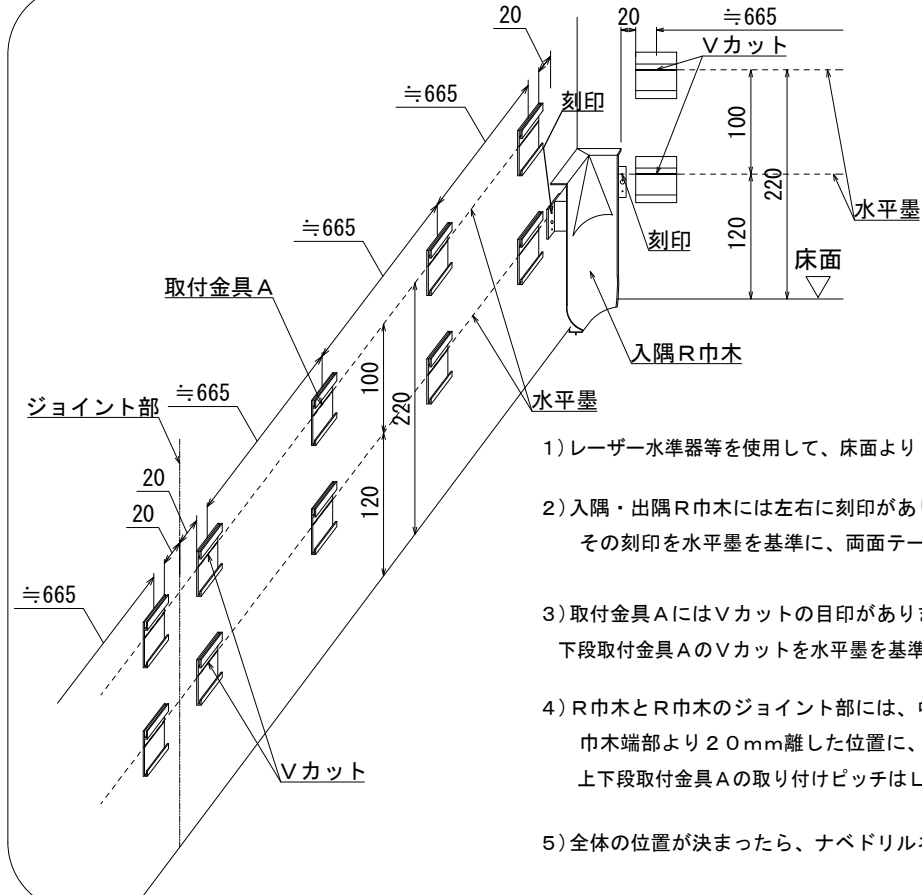 20
20
≒665
Vカット
≒665
刻印
100
220
水平墨
≒665
刻印
120
床面
取付金具A
入隅R巾木
100
水平墨
ジョイント部
≒665
220
20
120
20
≒665
Vカット
1)レーザー水準器等を使用して、床面より
2)入隅・出隅R巾木には左右に刻印があ
その刻印を水平墨を基準に、両面テー
3)取付金具AにはVカットの目印があり
下段取付金具AのVカットを水平墨を基準
4)R巾木とR巾木のジョイント部には、
巾木端部より20mm離した位置に、
上下段取付金具Aの取り付けピッチはL
5)全体の位置が決まったら、ナベドリル